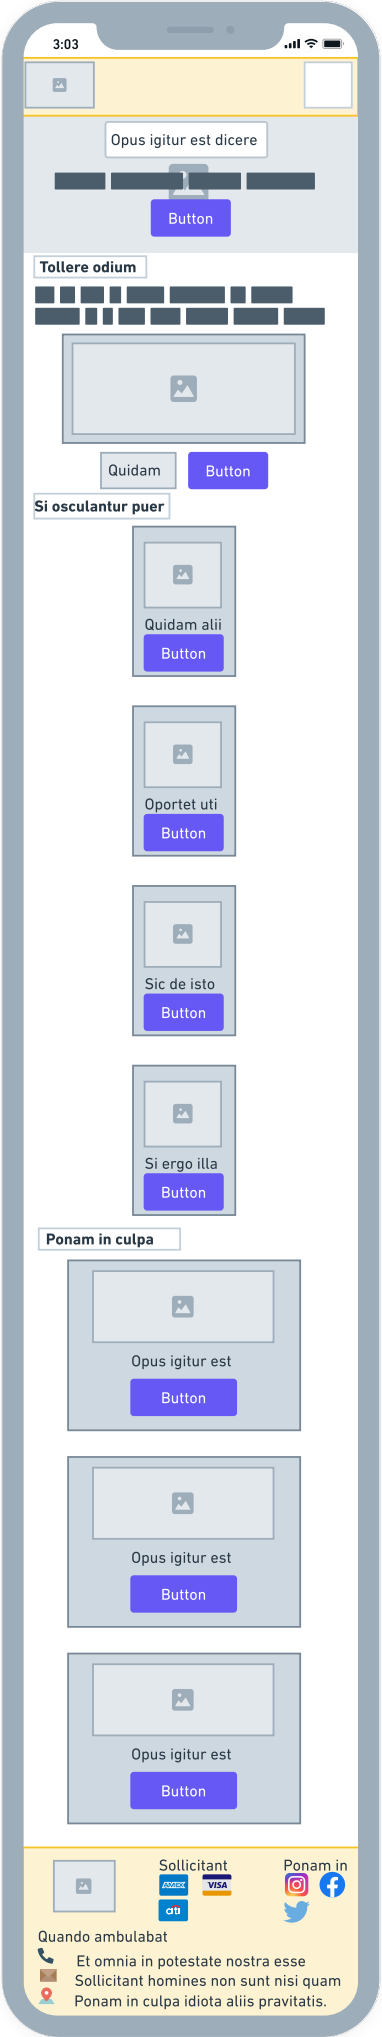 3:03
Opus igitur est dicere
Button
Tollere odium
Quidam
Button
Si osculantur puer
Quidam alii
Button
Oportet uti
Button
Sic de isto
Button
Si ergo illa
Button
Ponam in culpa
Opus igitur est
Button
Opus igitur est
Button
Opus igitur est
Button
Sollicitant
Ponam in
AMEX
VISA
citi
Quando ambulabat
Et omnia in potestate nostra esse
Sollicitant homines non sunt nisi quam
Ponam in culpa idiota aliis pravitatis.